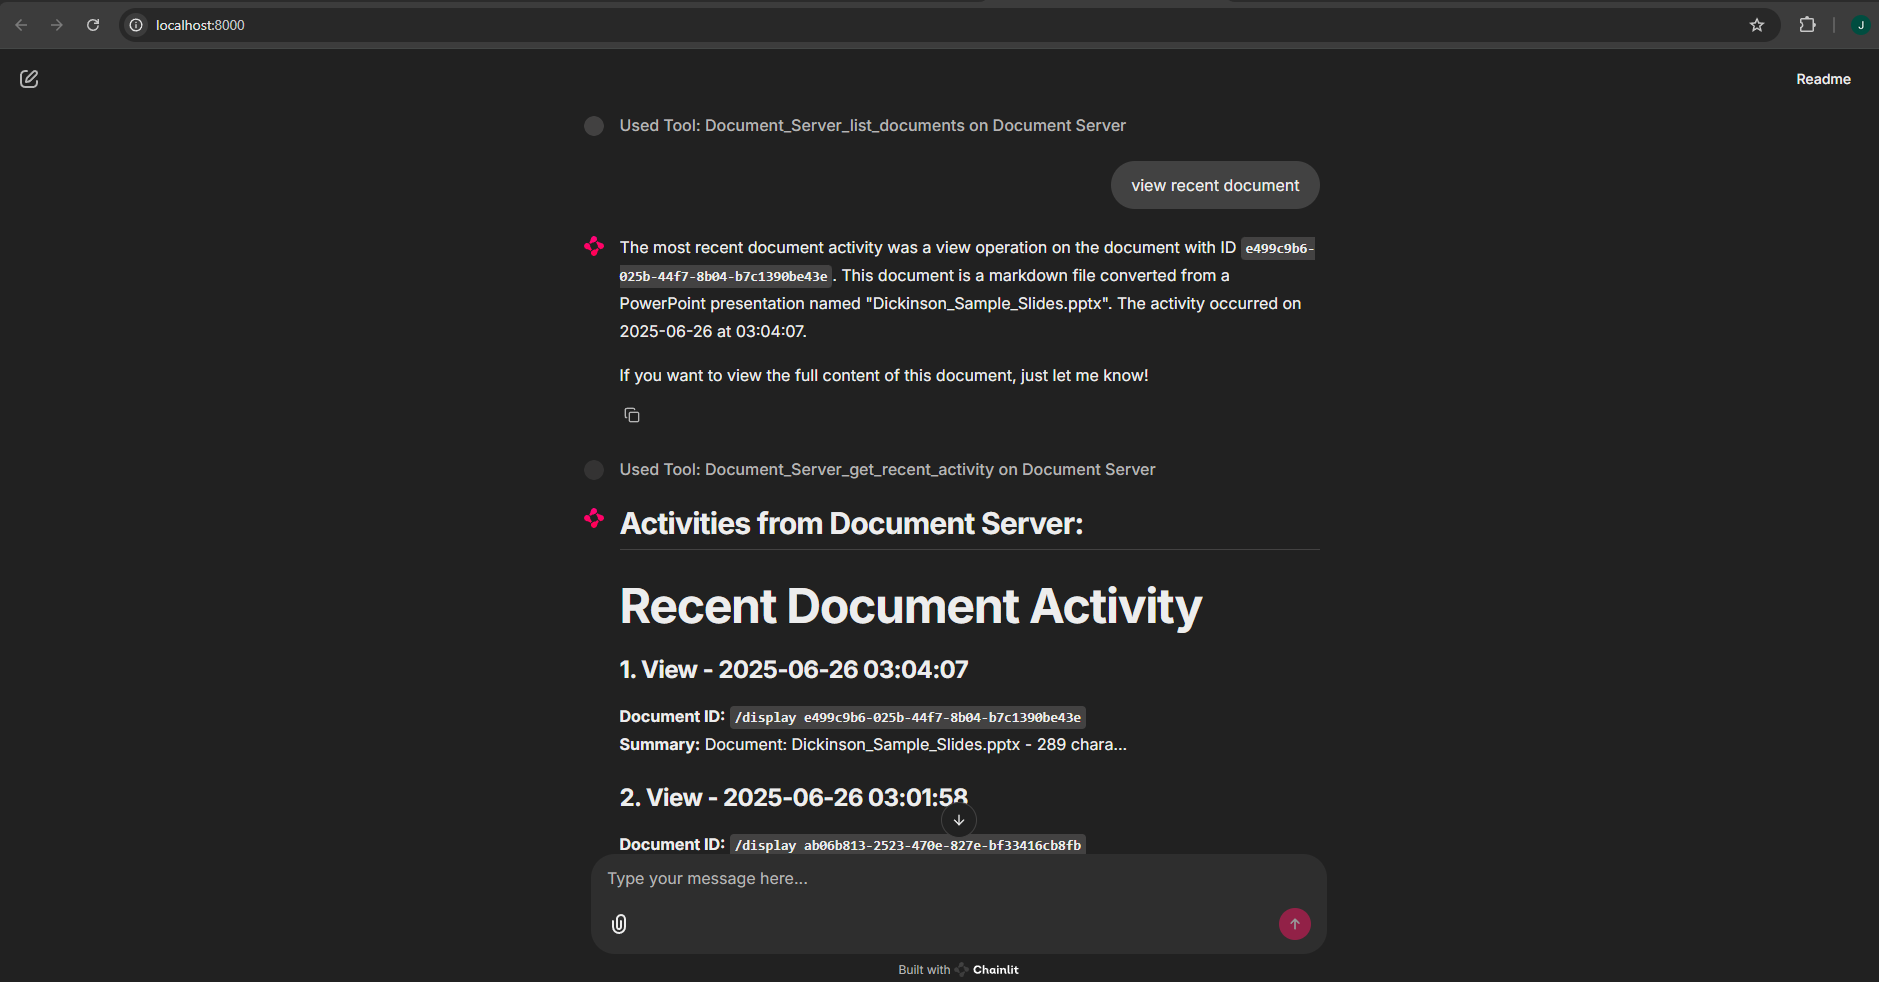 localhost:8000
J
Readme
Used Tool: Document_Server_list_documents on Document Server
view recent document
The most recent document activity was a view operation on the document with ID e499c9b6-
025b-44f7-8b04-b7c1390be43e. This document is a markdown file converted from a
PowerPoint presentation named "Dickinson_Sample_Slides.pptx". The activity occurred on
2025-06-26 at 03:04:07.
If you want to view the full content of this document, just let me know!
Used Tool: Document_Server_get_recent_activity on Document Server
Activities from Document Server:
Recent Document Activity
1. View - 2025-06-26 03:04:07
Document ID: /display e499c9b6-025b-44f7-8b04-b7c1390be43e
Summary: Document: Dickinson_Sample_Slides.pptx - 289 chara...
2. View - 2025-06-26 03:01:58
Document ID: /display ab06b813-2523-470e-827e-bf33416cb8fb
Type your message here...
Built with Chainlit